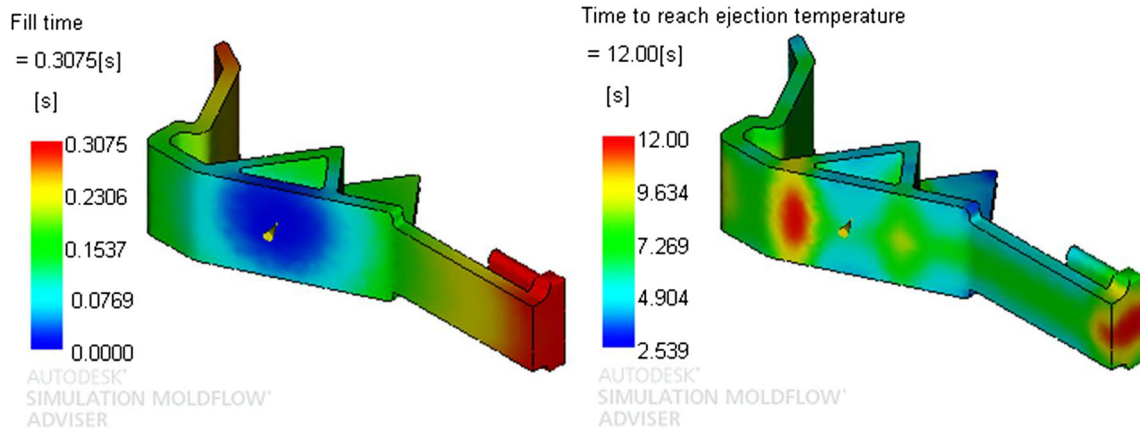 Fill time
= 0.3075[s]
[s]
0.3075
0.2306
0.1537
0.0769
0.0000
AUTODESK®
SIMULATION MOLDFLOW®
ADVISER
Time to reach ejection temperature
= 12.00[s]
[s]
12.00
9.634
7.269
4.904
2.539
AUTODESK®
SIMULATION MOLDFLOW®
ADVISER